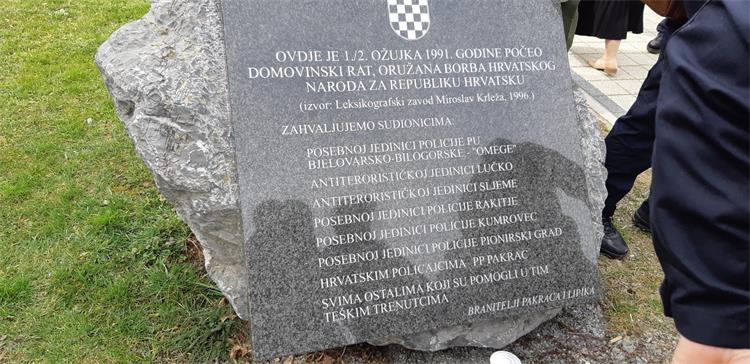 OVDJE JE 1./2. OŽUJKA 1991. GODINE POČEO
DOMOVINSKI RAT, ORUŽANA BORBA HRVATSKOG
NARODA ZA REPUBLIKU HRVATSKU
(izvor: Leksikografski zavod Miroslav Krleža, 1996.)
ZAHVALJUJEMO SUDIONICIMA:
POSEBNOJ JEDINICI POLICIJE PU
BJELOVARSKO-BILOGORSKE - "OMEGE"
ANTITERORISTIČKOJ JEDINICI LUČKO
ANTITERORISTIČKOJ JEDINICI SLJEME
POSEBNOJ JEDINICI POLICIJE RAKITJE
POSEBNOJ JEDINICI POLICIJE KUMROVEC
POSEBNOJ JEDINICI POLICIJE PIONIRSKI GRAD
HRVATSKIM POLICAJCIMA PP PAKRAC
SVIMA OSTALIMA KOJI SU POMOGLI U TIM
TEŠKIM TRENUTCIMA
BRANITELJI PAKRACA I LIPIKA